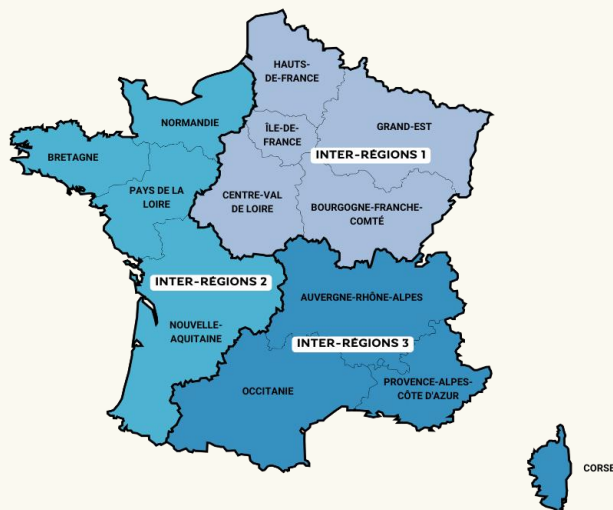 HAUTS-
DE-FRANCE
NORMANDIE
ÎLE-DE-
FRANCE
GRAND-EST
INTER-RÉGIONS 1
BRETAGNE
PAYS DE LA
LOIRE
CENTRE-VAL
DE LOIRE
BOURGOGNE-FRANCHE-
COMTÉ
INTER-RÉGIONS 2
AUVERGNE-RHÔNE-ALPES
NOUVELLE-
AQUITAINE
INTER-RÉGIONS 3
OCCITANIE
PROVENCE-ALPES-
CÔTE D'AZUR
CORSE